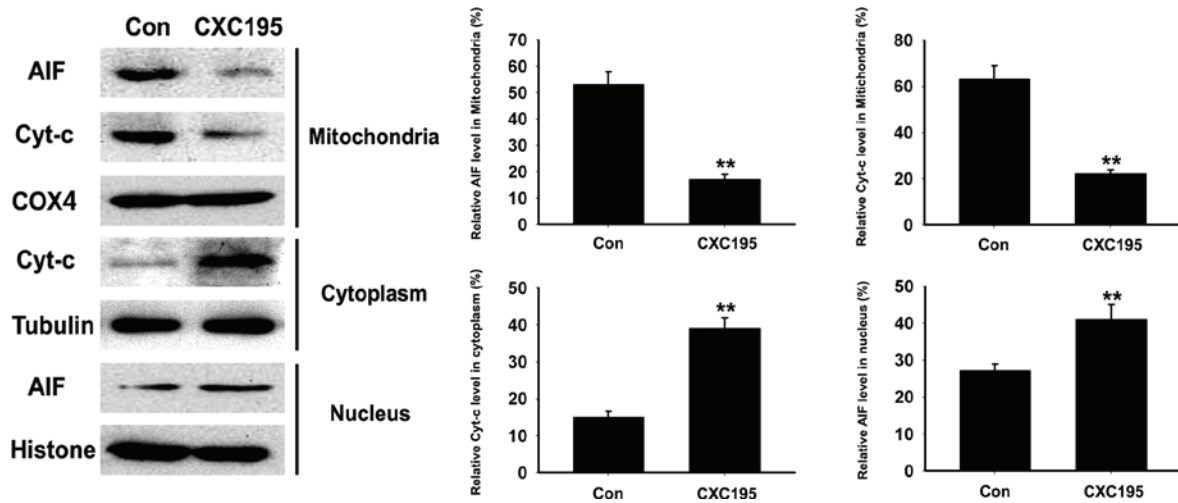 Con CXC195
AIF
Cyt-c
COX4
Mitochondria
Cyt-c
Tubulin
Cytoplasm
AIF
Histone
Nucleus
Relative AIF level in Mitochondria (%)
70
60
50
40
30
20
10
0
**
Con CXC195
Relative Cyt-c level in Mitichondria (%)
80
60
40
20
0
**
Con CXC195
Relative Cyt-c level in cytoplasm (%)
50
40
30
20
10
0
**
Con CXC195
Relative AIF level in nucleus (%)
50
40
30
20
10
0
**
Con CXC195